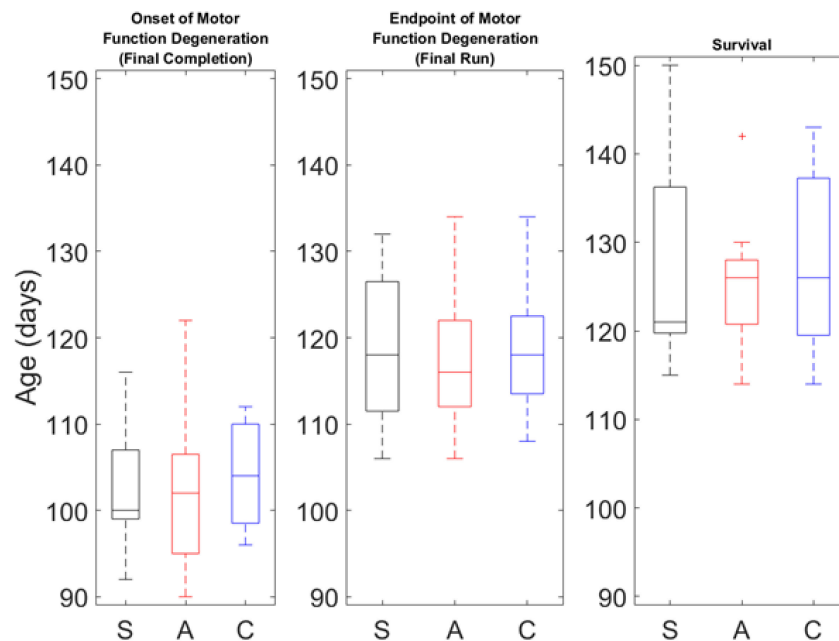 Onset of Motor
Function Degeneration
(Final Completion)
Endpoint of Motor
Function Degeneration
(Final Run)
Survival
Age (days)
150
140
130
120
110
100
90
S A C
150
140
130
120
110
100
90
S A C
150
140
130
120
110
100
90
S A C